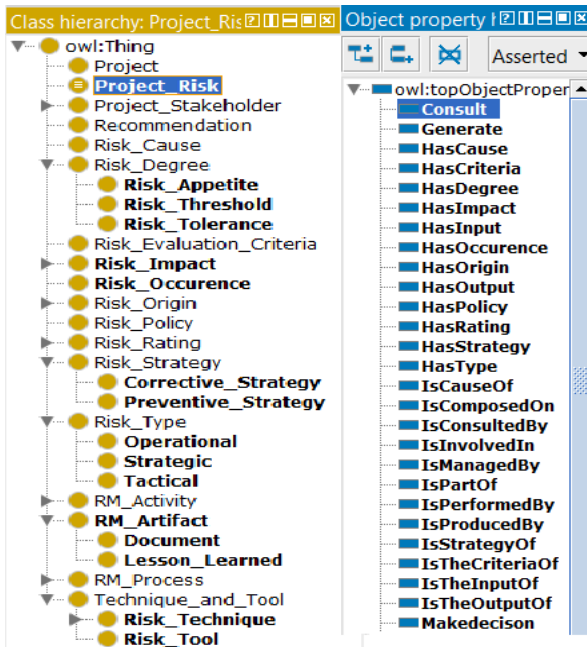 Class hierarchy: Project_Ris
owl:Thing
Project
Project_Risk
Project_Stakeholder
Recommendation
Risk_Cause
Risk_Degree
Risk_Appetite
Risk_Threshold
Risk_Tolerance
Risk_Evaluation_Criteria
Risk_Impact
Risk_Occurence
Risk_Origin
Risk_Policy
Risk_Rating
Risk_Strategy
Corrective_Strategy
Preventive_Strategy
Risk_Type
Operational
Strategic
Tactical
RM_Activity
RM_Artifact
Document
Lesson_Learned
RM_Process
Technique_and_Tool
Risk_Technique
Risk_Tool
Object property h
Asserted
owl:topObjectProper
Consult
Generate
HasCause
HasCriteria
HasDegree
HasImpact
HasInput
HasOccurence
HasOrigin
HasOutput
HasPolicy
HasRating
HasStrategy
HasType
IsCauseOf
IsComposedOn
IsConsultedBy
IsInvolvedIn
IsManagedBy
IsPartOf
IsPerformedBy
IsProducedBy
IsStrategyOf
IsTheCriteriaOf
IsTheInputOf
IsTheOutputOf
Makedecison